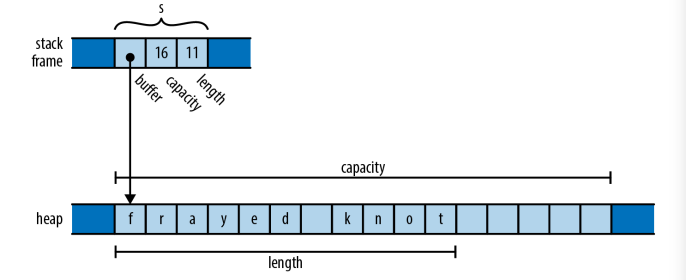 s
stack
frame
16 11
buffer
capacity
length
capacity
heap
f r a y e d k n o t
length